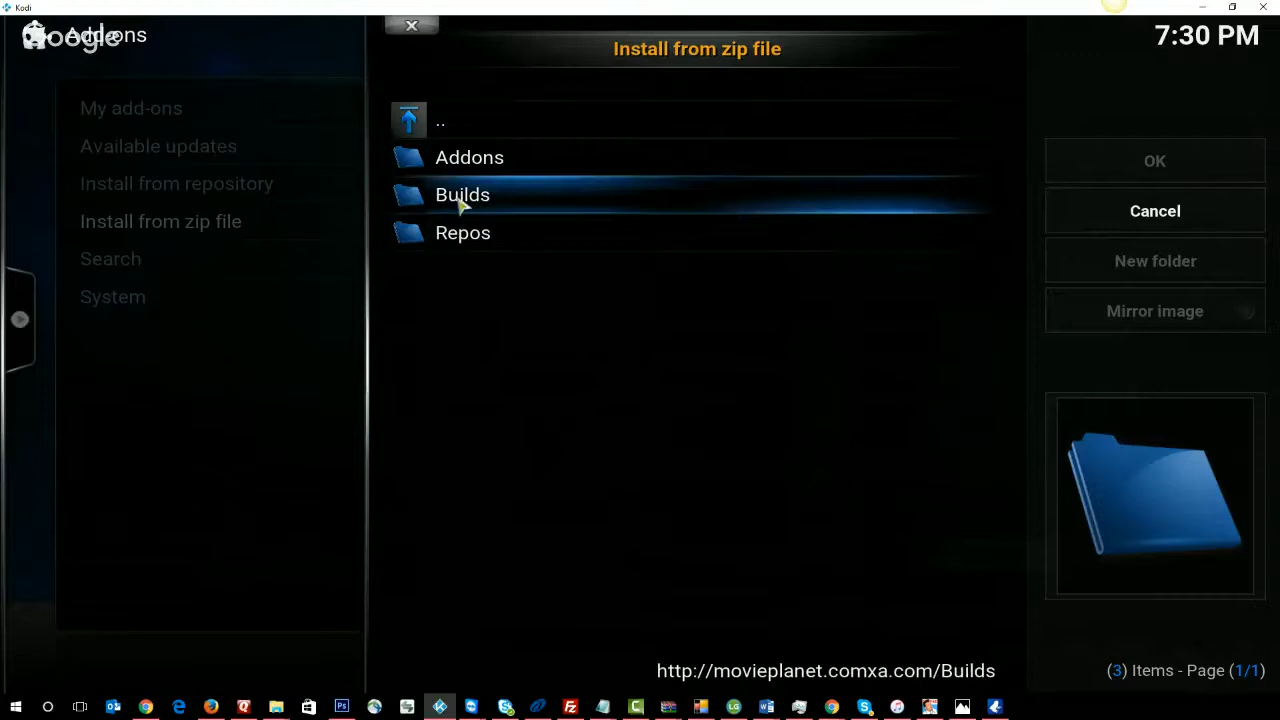 Kodi
Google
Add-ons
7:30 PM
Install from zip file
My add-ons
Available updates
Install from repository
Install from zip file
Search
System
..
Addons
Builds
Repos
OK
Cancel
New folder
Mirror image
http://movieplanet.comxa.com/Builds
(3) Items - Page (1/1)